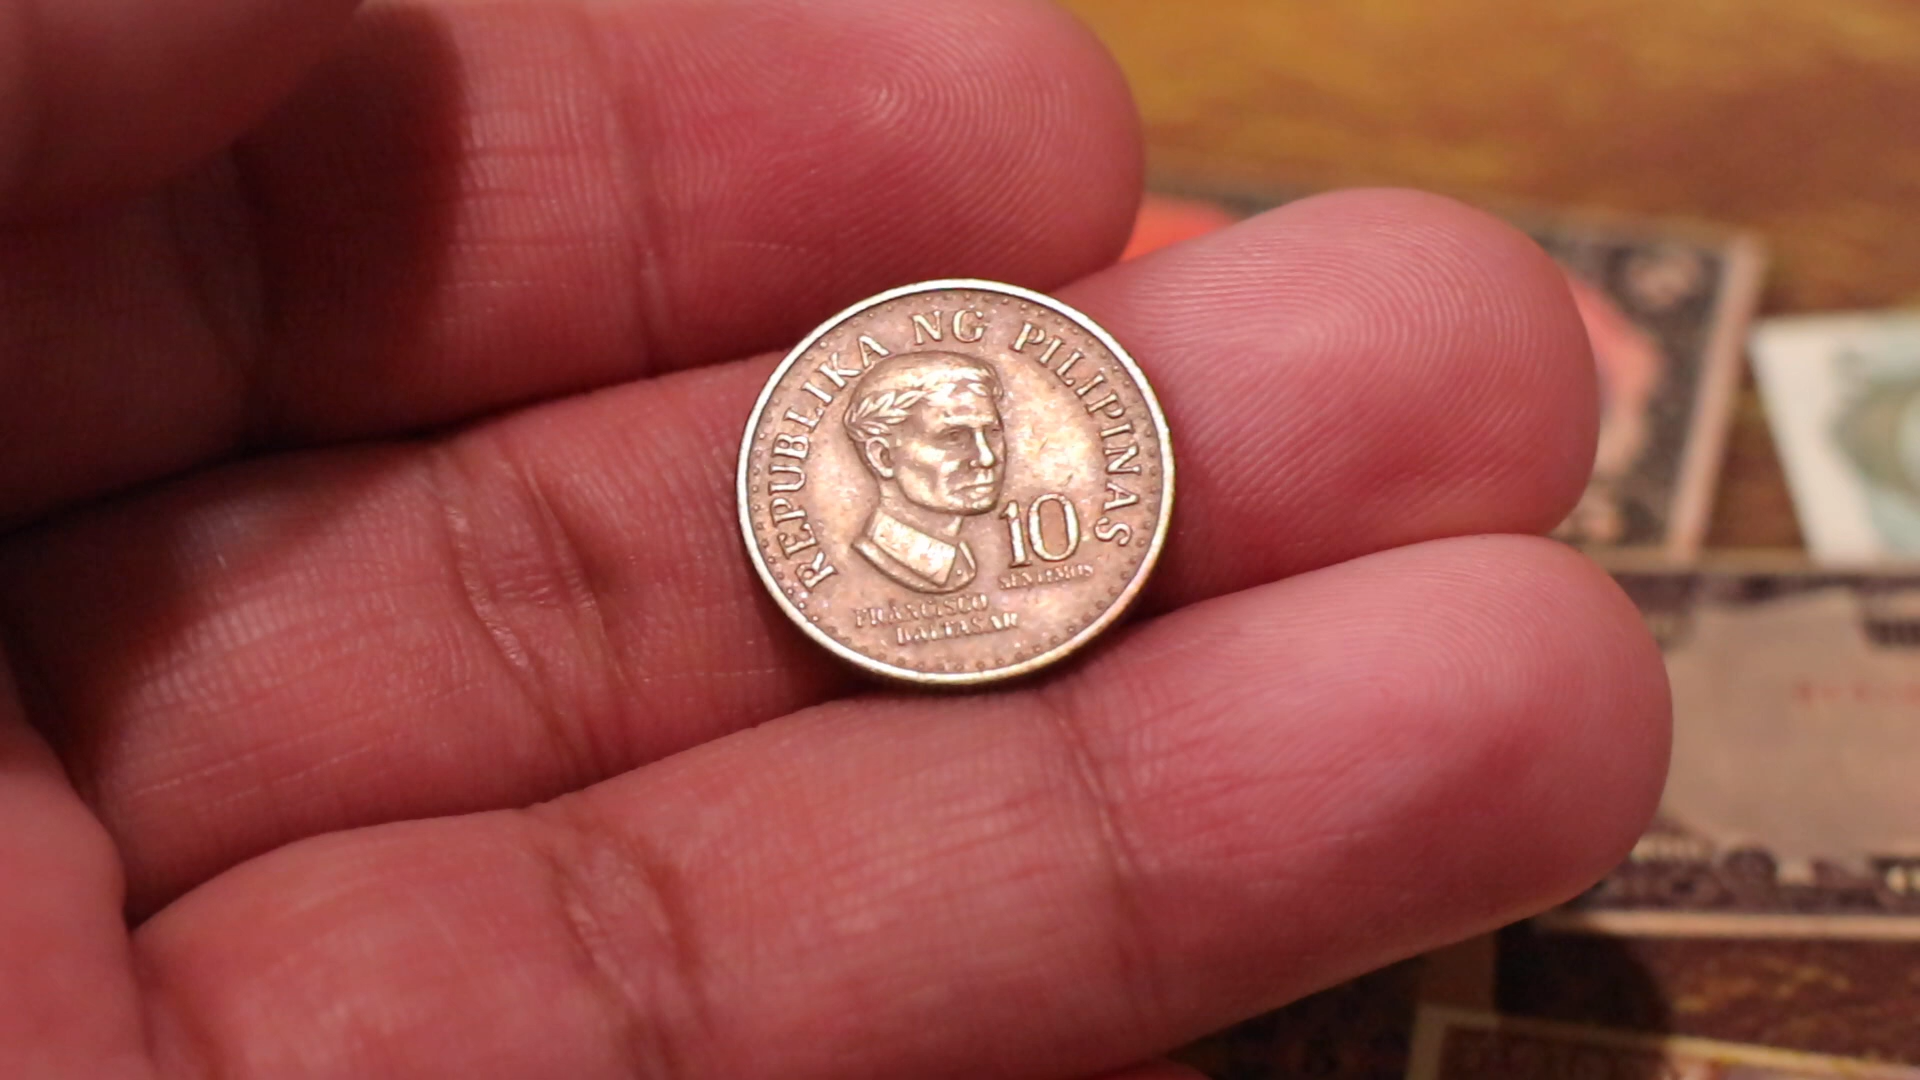 REPUBLIKA NG PILIPINAS
10
SENTIMOS
FRANCISCO
BALTASAR